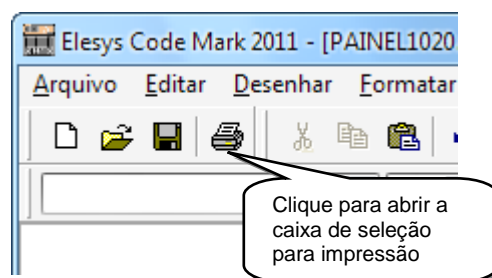 Elesys Code Mark 2011 - [PAINEL1020
Arquivo Editar Desenhar Formatar
Clique para abrir a
caixa de seleção
para impressão